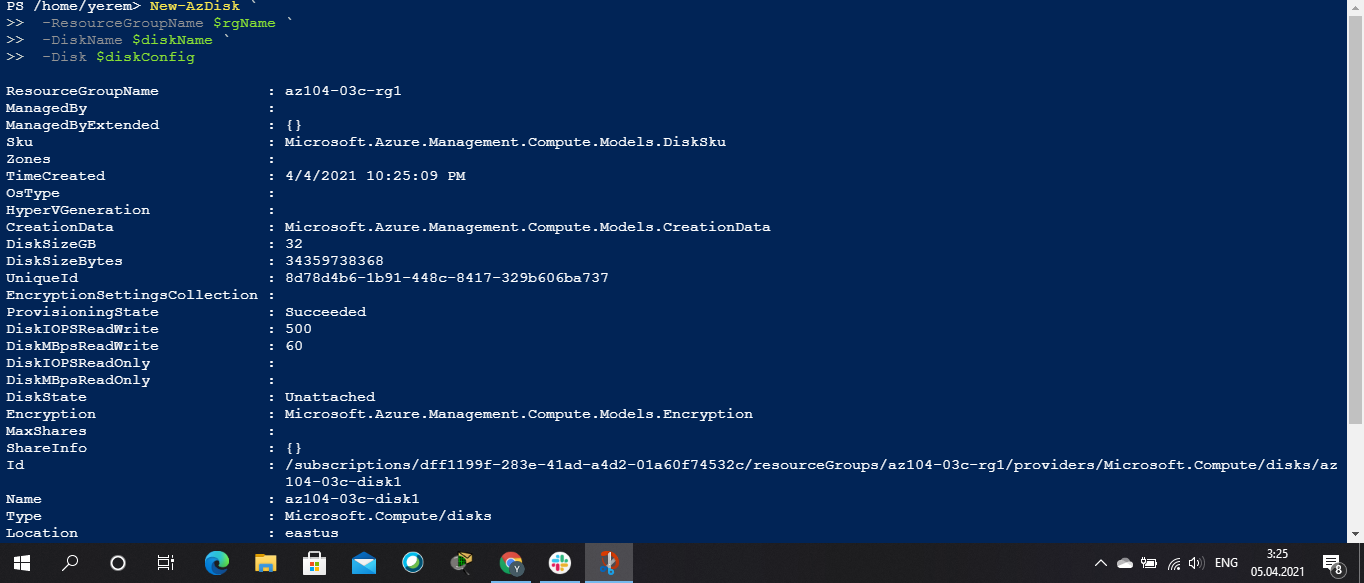 PS /home/yerem> New-AzDisk `
>>  -ResourceGroupName $rgName `
>>  -DiskName $diskName `
>>  -Disk $diskConfig
ResourceGroupName            : az104-03c-rg1
ManagedBy                    :
ManagedByExtended            : {}
Sku                          : Microsoft.Azure.Management.Compute.Models.DiskSku
Zones                        :
TimeCreated                  : 4/4/2021 10:25:09 PM
OsType                       :
HyperVGeneration             :
CreationData                 : Microsoft.Azure.Management.Compute.Models.CreationData
DiskSizeGB                   : 32
DiskSizeBytes                : 34359738368
UniqueId                     : 8d78d4b6-1b91-448c-8417-329b606ba737
EncryptionSettingsCollection :
ProvisioningState            : Succeeded
DiskIOPSReadWrite            : 500
DiskMBpsReadWrite            : 60
DiskIOPSReadOnly             :
DiskMBpsReadOnly             :
DiskState                    : Unattached
Encryption                   : Microsoft.Azure.Management.Compute.Models.Encryption
MaxShares                    :
ShareInfo                    : {}
Id                           : /subscriptions/dff1199f-283e-41ad-a4d2-01a60f74532c/resourceGroups/az104-03c-rg1/providers/Microsoft.Compute/disks/az
104-03c-disk1
Name                         : az104-03c-disk1
Type                         : Microsoft.Compute/disks
Location                     : eastus
Y
ENG
3:25
05.04.2021
8